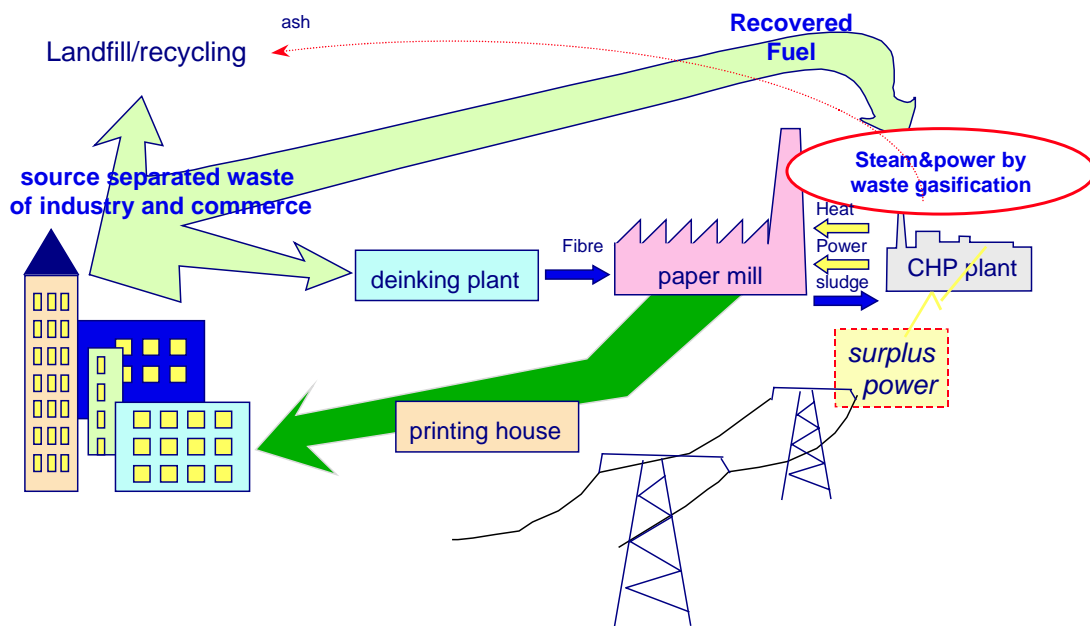 ash
Recovered
Fuel
Landfill/recycling
Steam&power by
waste gasification
source separated waste
of industry and commerce
Heat
Fibre
Power
deinking plant
paper mill
CHP plant
sludge
surplus
power
printing house